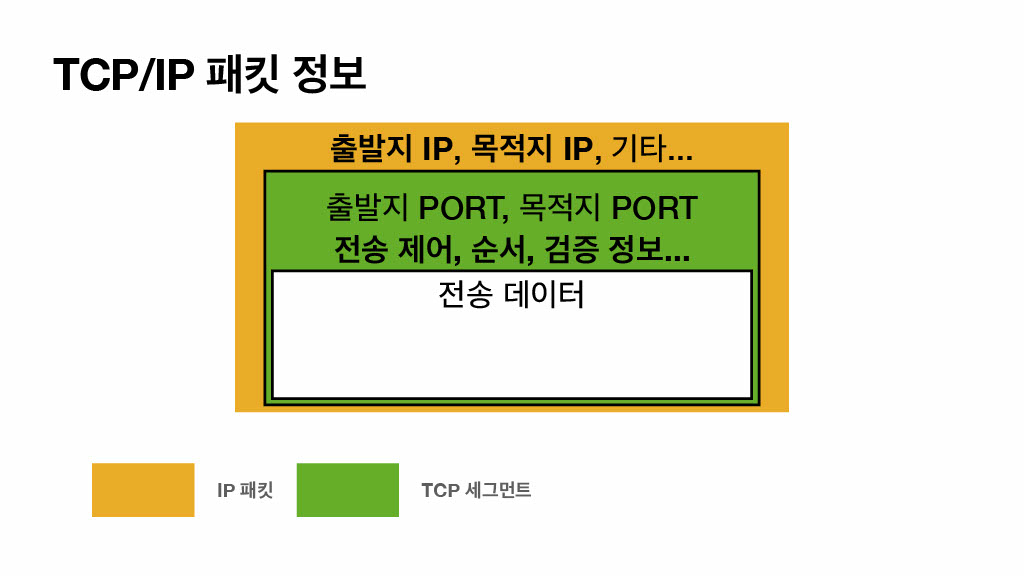 TCP/IP 패킷 정보
출발지 IP, 목적지 IP, 기타...
출발지 PORT, 목적지 PORT
전송 제어, 순서, 검증 정보...
전송 데이터
IP 패킷
TCP 세그먼트